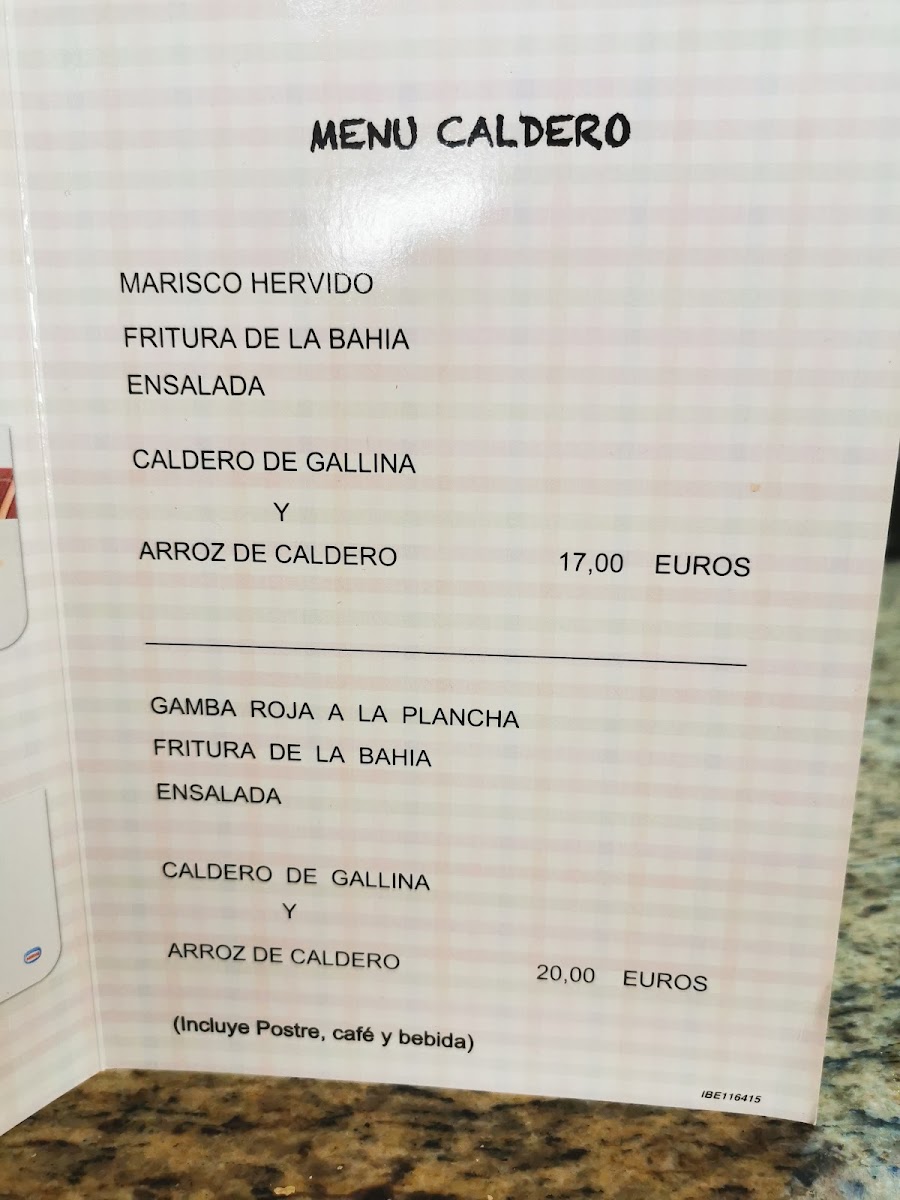 MENU CALDERO
MARISCO HERVIDO
FRITURA DE LA BAHIA
ENSALADA
CALDERO DE GALLINA
Y
ARROZ DE CALDERO 17,00 EUROS
GAMBA ROJA A LA PLANCHA
FRITURA DE LA BAHIA
ENSALADA
CALDERO DE GALLINA
Y
ARROZ DE CALDERO 20,00 EUROS
(Incluye Postre, café y bebida)
IBE116415